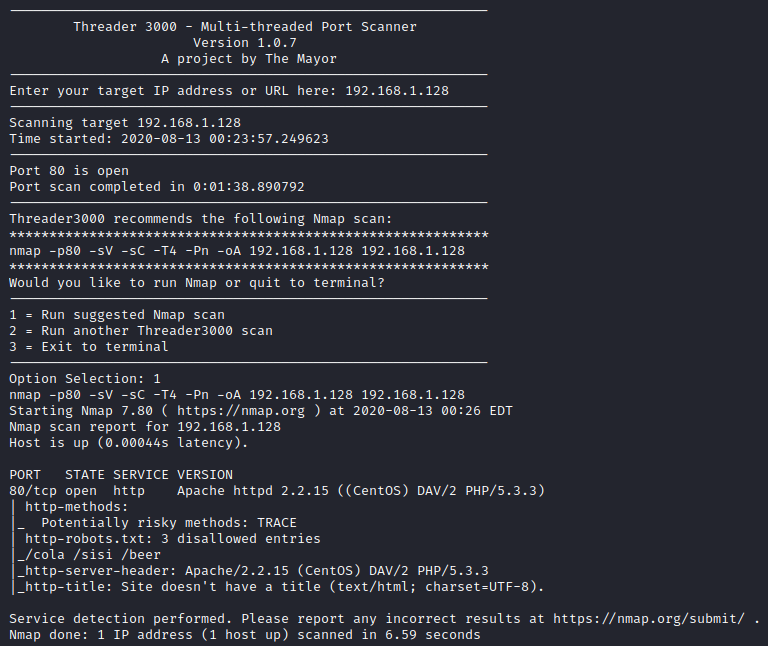 Threader 3000 - Multi-threaded Port Scanner
Version 1.0.7
A project by The Mayor
Enter your target IP address or URL here: 192.168.1.128
Scanning target 192.168.1.128
Time started: 2020-08-13 00:23:57.249623
Port 80 is open
Port scan completed in 0:01:38.890792
Threader3000 recommends the following Nmap scan:
************************************************************
nmap -p80 -sV -sC -T4 -Pn -oA 192.168.1.128 192.168.1.128
************************************************************
Would you like to run Nmap or quit to terminal?
1 = Run suggested Nmap scan
2 = Run another Threader3000 scan
3 = Exit to terminal
Option Selection: 1
nmap -p80 -sV -sC -T4 -Pn -oA 192.168.1.128 192.168.1.128
Starting Nmap 7.80 ( https://nmap.org ) at 2020-08-13 00:26 EDT
Nmap scan report for 192.168.1.128
Host is up (0.00044s latency).
PORT   STATE SERVICE VERSION
80/tcp open  http    Apache httpd 2.2.15 ((CentOS) DAV/2 PHP/5.3.3)
| http-methods:
|_  Potentially risky methods: TRACE
| http-robots.txt: 3 disallowed entries
|_/cola /sisi /beer
|_http-server-header: Apache/2.2.15 (CentOS) DAV/2 PHP/5.3.3
|_http-title: Site doesn't have a title (text/html; charset=UTF-8).
Service detection performed. Please report any incorrect results at https://nmap.org/submit/ .
Nmap done: 1 IP address (1 host up) scanned in 6.59 seconds